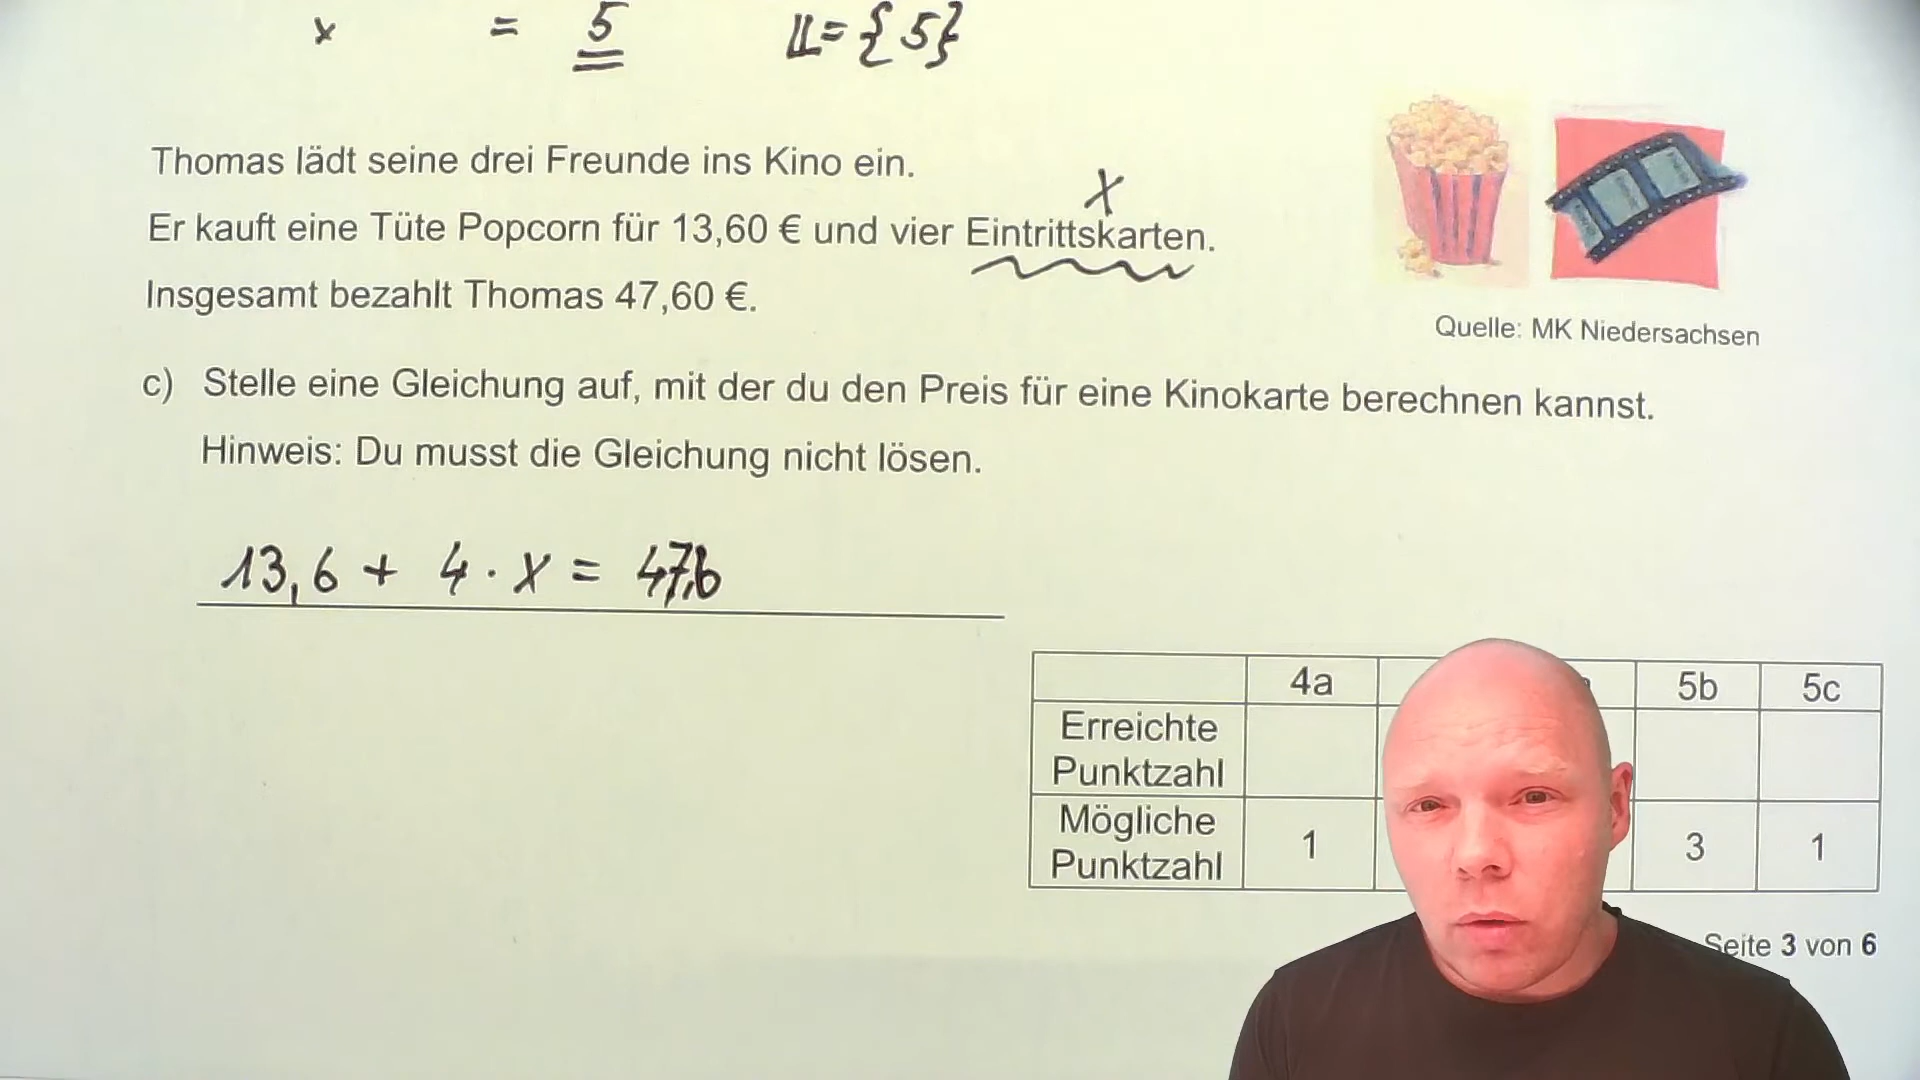 x = 5 𝕃 = {5}
Thomas lädt seine drei Freunde ins Kino ein.
x
Er kauft eine Tüte Popcorn für 13,60 € und vier Eintrittskarten.
Insgesamt bezahlt Thomas 47,60 €.
Quelle: MK Niedersachsen
c) Stelle eine Gleichung auf, mit der du den Preis für eine Kinokarte berechnen kannst.
Hinweis: Du musst die Gleichung nicht lösen.
13,6 + 4 · x = 47,6
4a 5b 5c
Erreichte
Punktzahl
Mögliche
Punktzahl 1 3 1
Seite 3 von 6